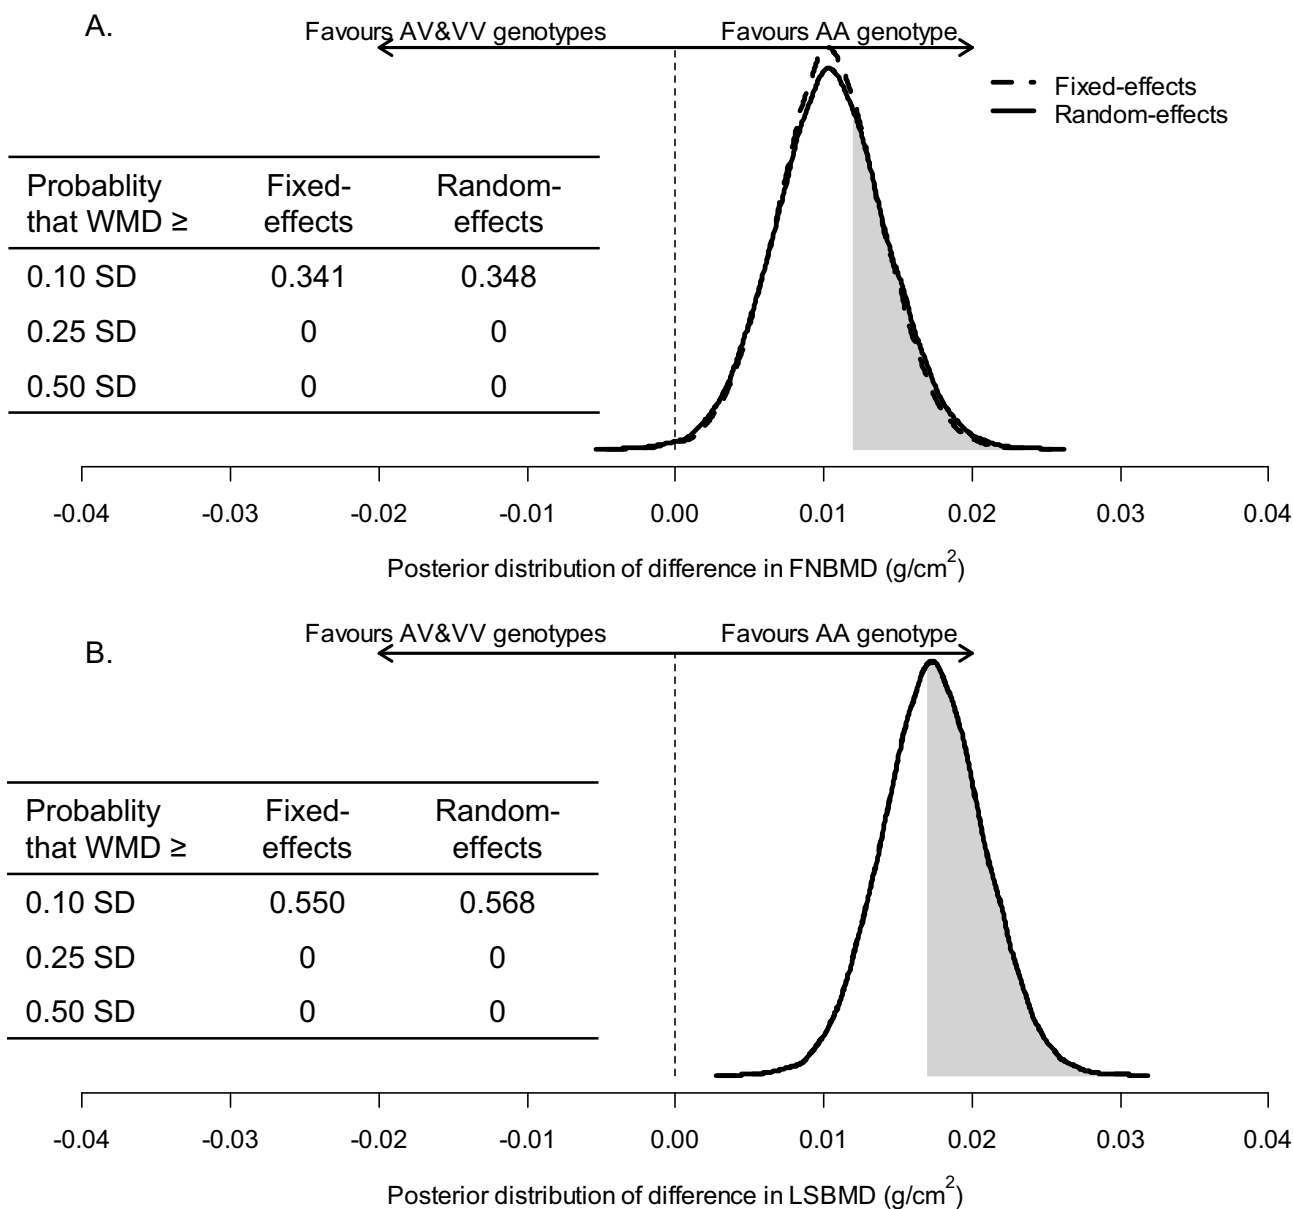 A.
Favours AV&VV genotypes Favours AA genotype
Fixed-effects
Random-effects
Probablity Fixed- Random-
that WMD ≥ effects effects
0.10 SD 0.341 0.348
0.25 SD 0 0
0.50 SD 0 0
-0.04 -0.03 -0.02 -0.01 0.00 0.01 0.02 0.03 0.04
Posterior distribution of difference in FNBMD (g/cm²)
Favours AV&VV genotypes Favours AA genotype
B.
Probablity Fixed- Random-
that WMD ≥ effects effects
0.10 SD 0.550 0.568
0.25 SD 0 0
0.50 SD 0 0
-0.04 -0.03 -0.02 -0.01 0.00 0.01 0.02 0.03 0.04
Posterior distribution of difference in LSBMD (g/cm²)